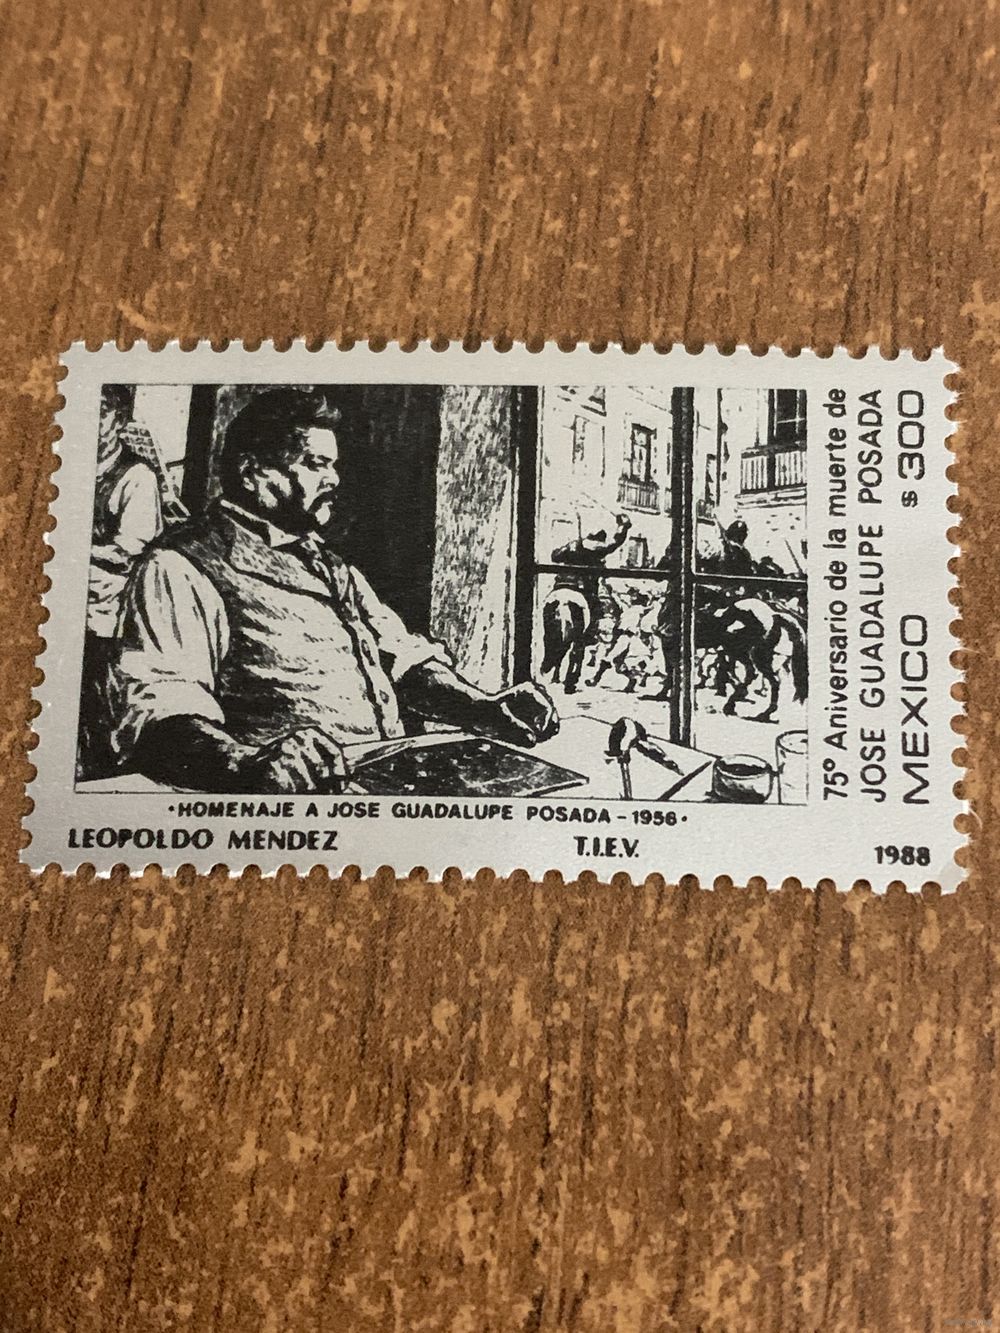 75º Aniversario de la muerte de
JOSE GUADALUPE POSADA
MEXICO $300
•HOMENAJE A JOSE GUADALUPE POSADA-1956•
LEOPOLDO MENDEZ
T.I.E.V.
1988